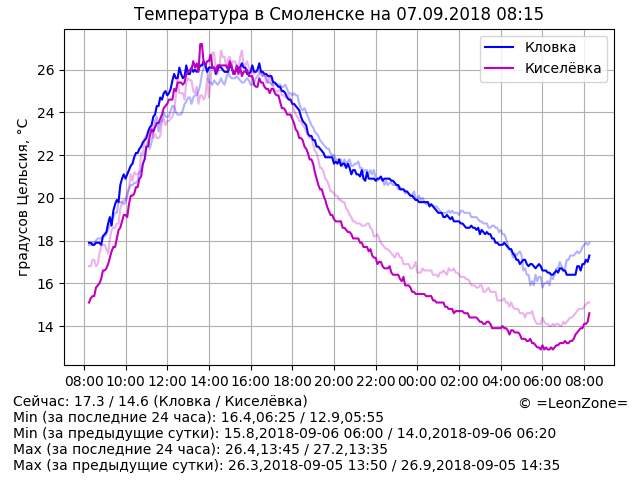 Температура в Смоленске на 07.09.2018 08:15
Кловка
Киселёвка
градусов Цельсия, °C
26
24
22
20
18
16
14
08:00 10:00 12:00 14:00 16:00 18:00 20:00 22:00 00:00 02:00 04:00 06:00 08:00
Сейчас: 17.3 / 14.6 (Кловка / Киселёвка)
© =LeonZone=
Min (за последние 24 часа): 16.4,06:25 / 12.9,05:55
Min (за предыдущие сутки): 15.8,2018-09-06 06:00 / 14.0,2018-09-06 06:20
Max (за последние 24 часа): 26.4,13:45 / 27.2,13:35
Max (за предыдущие сутки): 26.3,2018-09-05 13:50 / 26.9,2018-09-05 14:35